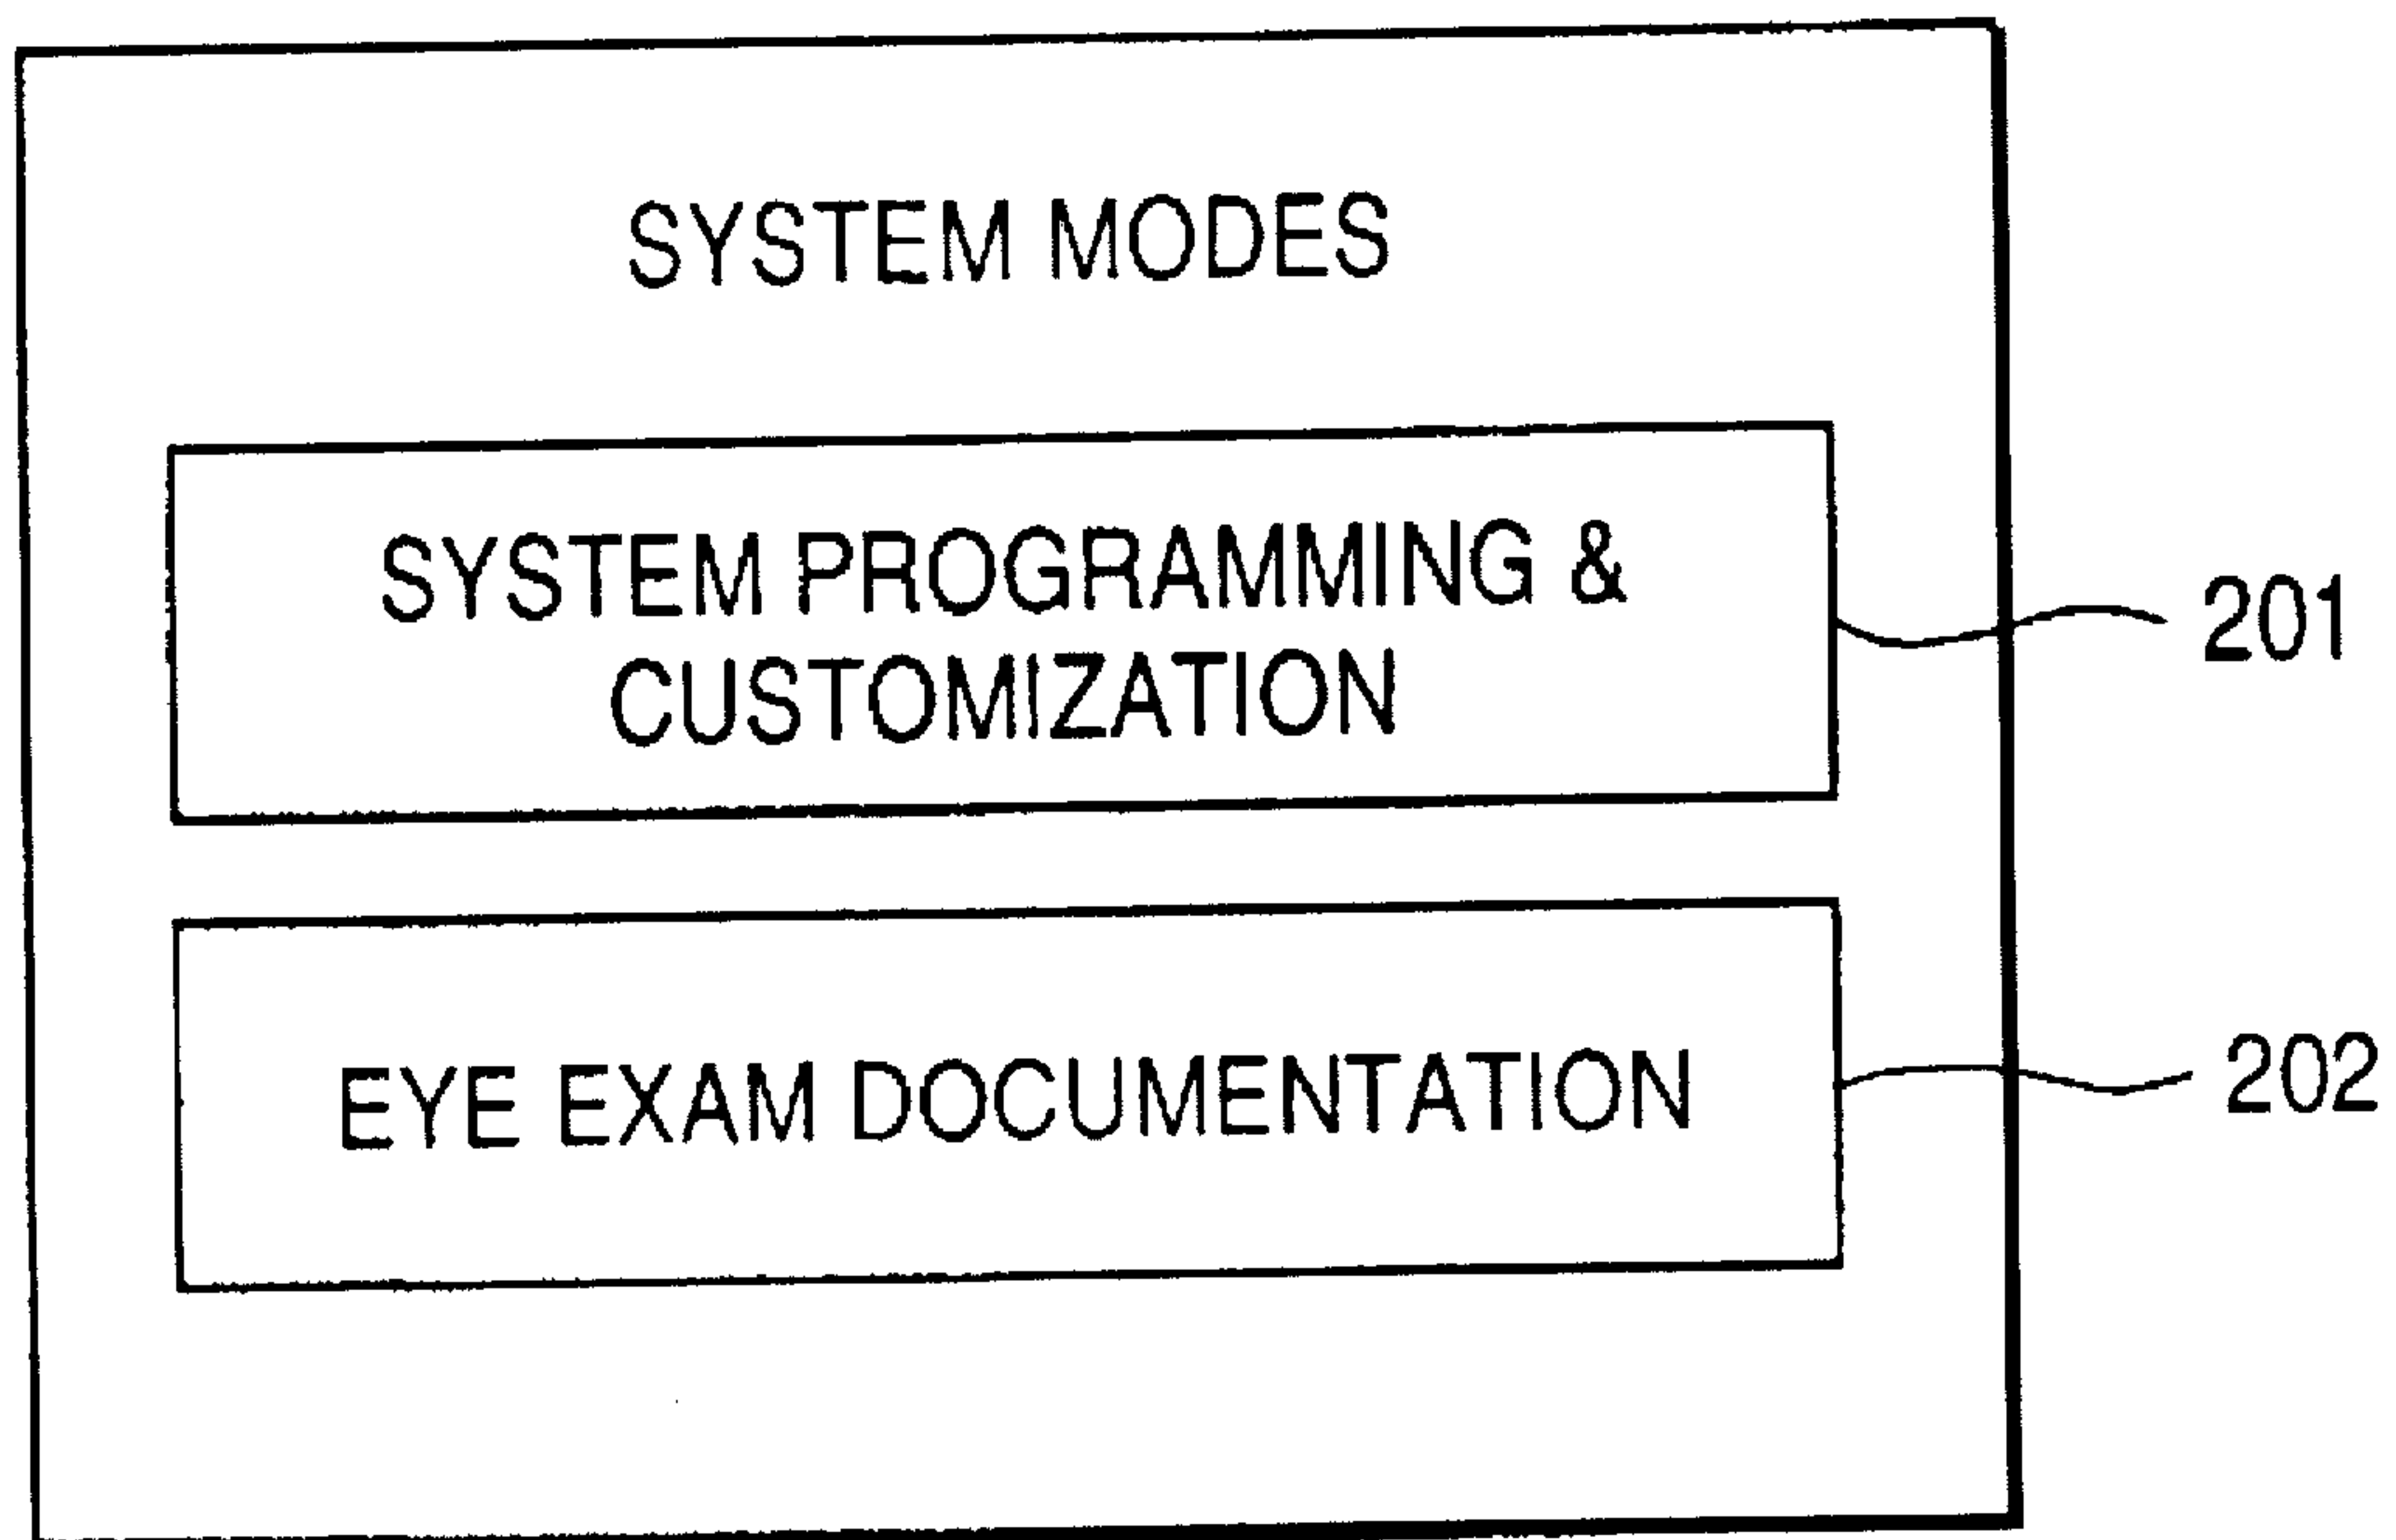 SYSTEM MODES
SYSTEM PROGRAMMING &
CUSTOMIZATION
201
EYE EXAM DOCUMENTATION
202